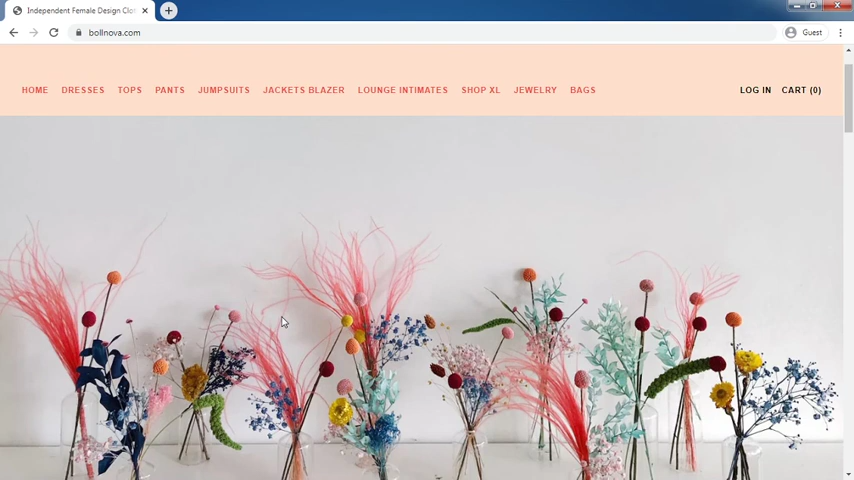 Independent Female Design Clot
bollnova.com
Guest
HOME DRESSES TOPS PANTS JUMPSUITS JACKETS BLAZER LOUNGE INTIMATES SHOP XL JEWELRY BAGS
LOG IN CART (0)